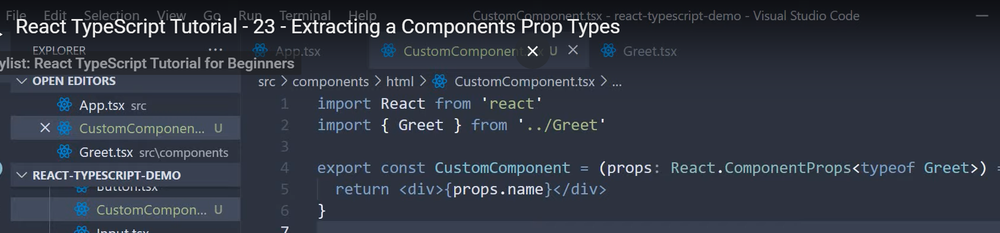 File Edit Selection View Go Run Terminal Help CustomComponent.tsx - react-typescript-demo - Visual Studio Code
React TypeScript Tutorial - 23 - Extracting a Components Prop Types
EXPLORER ...
App.tsx
CustomComponent U
Greet.tsx
ylist: React TypeScript Tutorial for Beginners
OPEN EDITORS
App.tsx src
CustomComponen... U
Greet.tsx src\components
REACT-TYPESCRIPT-DEMO
Button.tsx
CustomCompon... U
Input.tsx
src > components > html > CustomComponent.tsx > ...
1 import React from 'react'
2 import { Greet } from '../Greet'
3
4 export const CustomComponent = (props: React.ComponentProps<typeof Greet>) =
5 return <div>{props.name}</div>
6 }
7